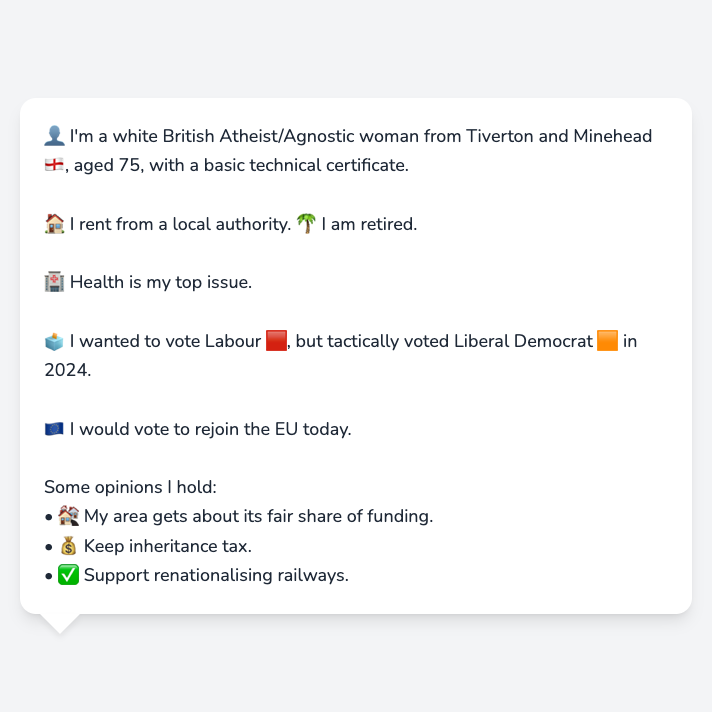 👤 I'm a white British Atheist/Agnostic woman from Tiverton and Minehead
🏴󠁧󠁢󠁥󠁮󠁧󠁿, aged 75, with a basic technical certificate.
🏠 I rent from a local authority. 🌴 I am retired.
🏥 Health is my top issue.
🗳️ I wanted to vote Labour 🟥, but tactically voted Liberal Democrat 🟧 in
2024.
🇪🇺 I would vote to rejoin the EU today.
Some opinions I hold:
• 🏘️ My area gets about its fair share of funding.
• 💰 Keep inheritance tax.
• ✅ Support renationalising railways.